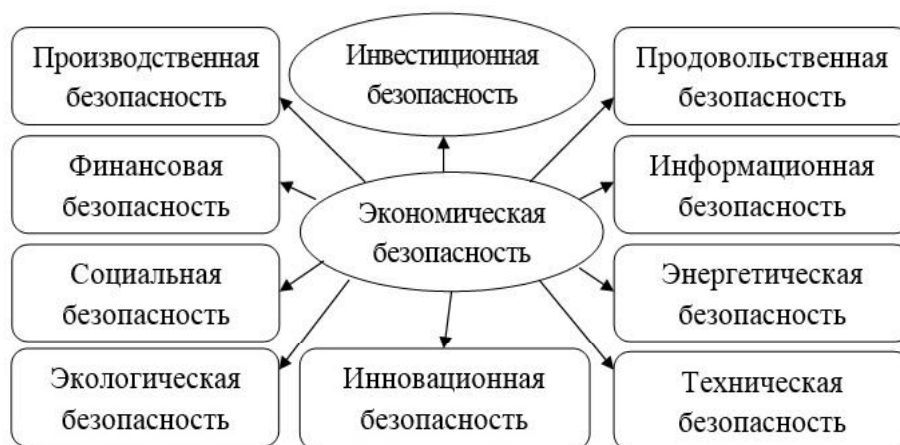 Производственная
безопасность
Инвестиционная
безопасность
Продовольственная
безопасность
Финансовая
безопасность
Экономическая
безопасность
Информационная
безопасность
Социальная
безопасность
Энергетическая
безопасность
Экологическая
безопасность
Инновационная
безопасность
Техническая
безопасность